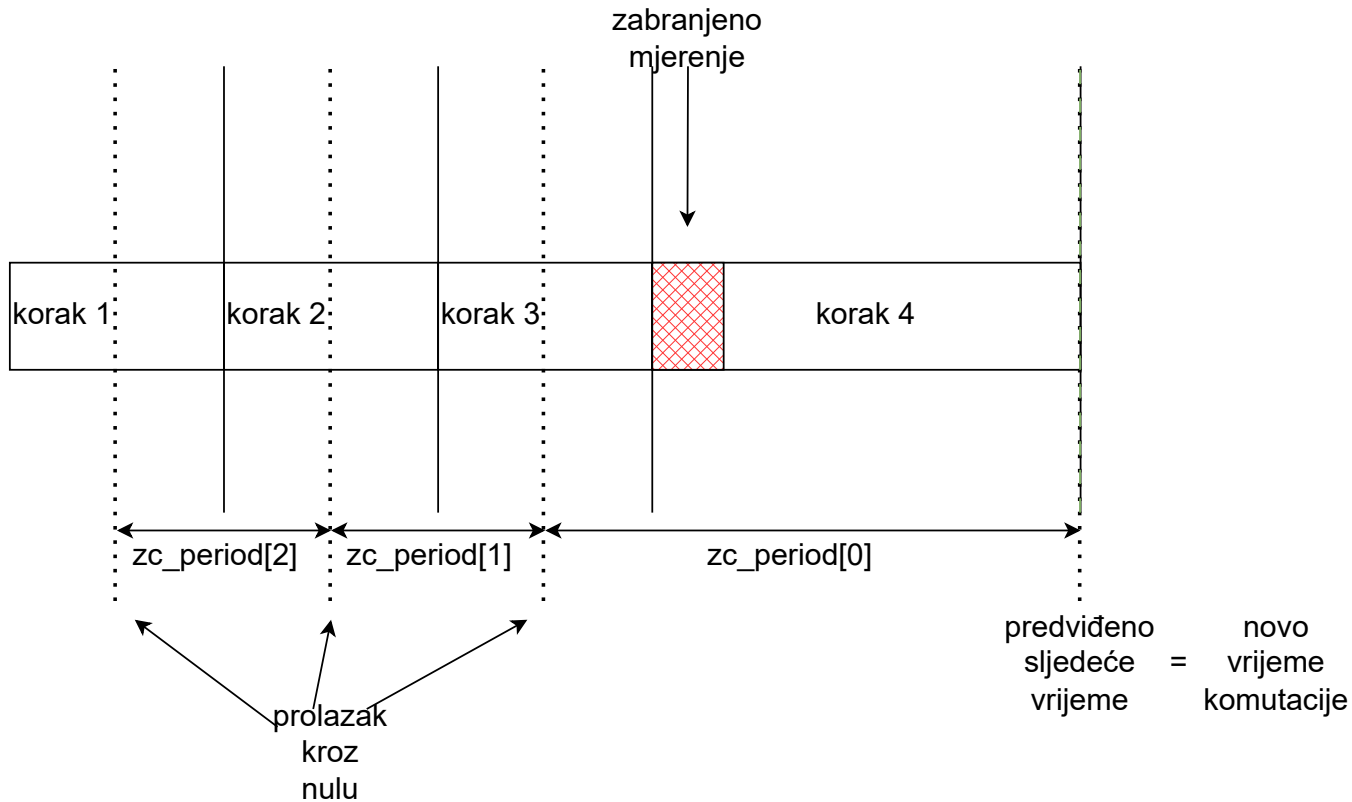 zabranjeno
mjerenje
korak 1
korak 2
korak 3
korak 4
zc_period[2]
zc_period[1]
zc_period[0]
predviđeno
sljedeće
vrijeme
=
novo
vrijeme
komutacije
prolazak
kroz
nulu